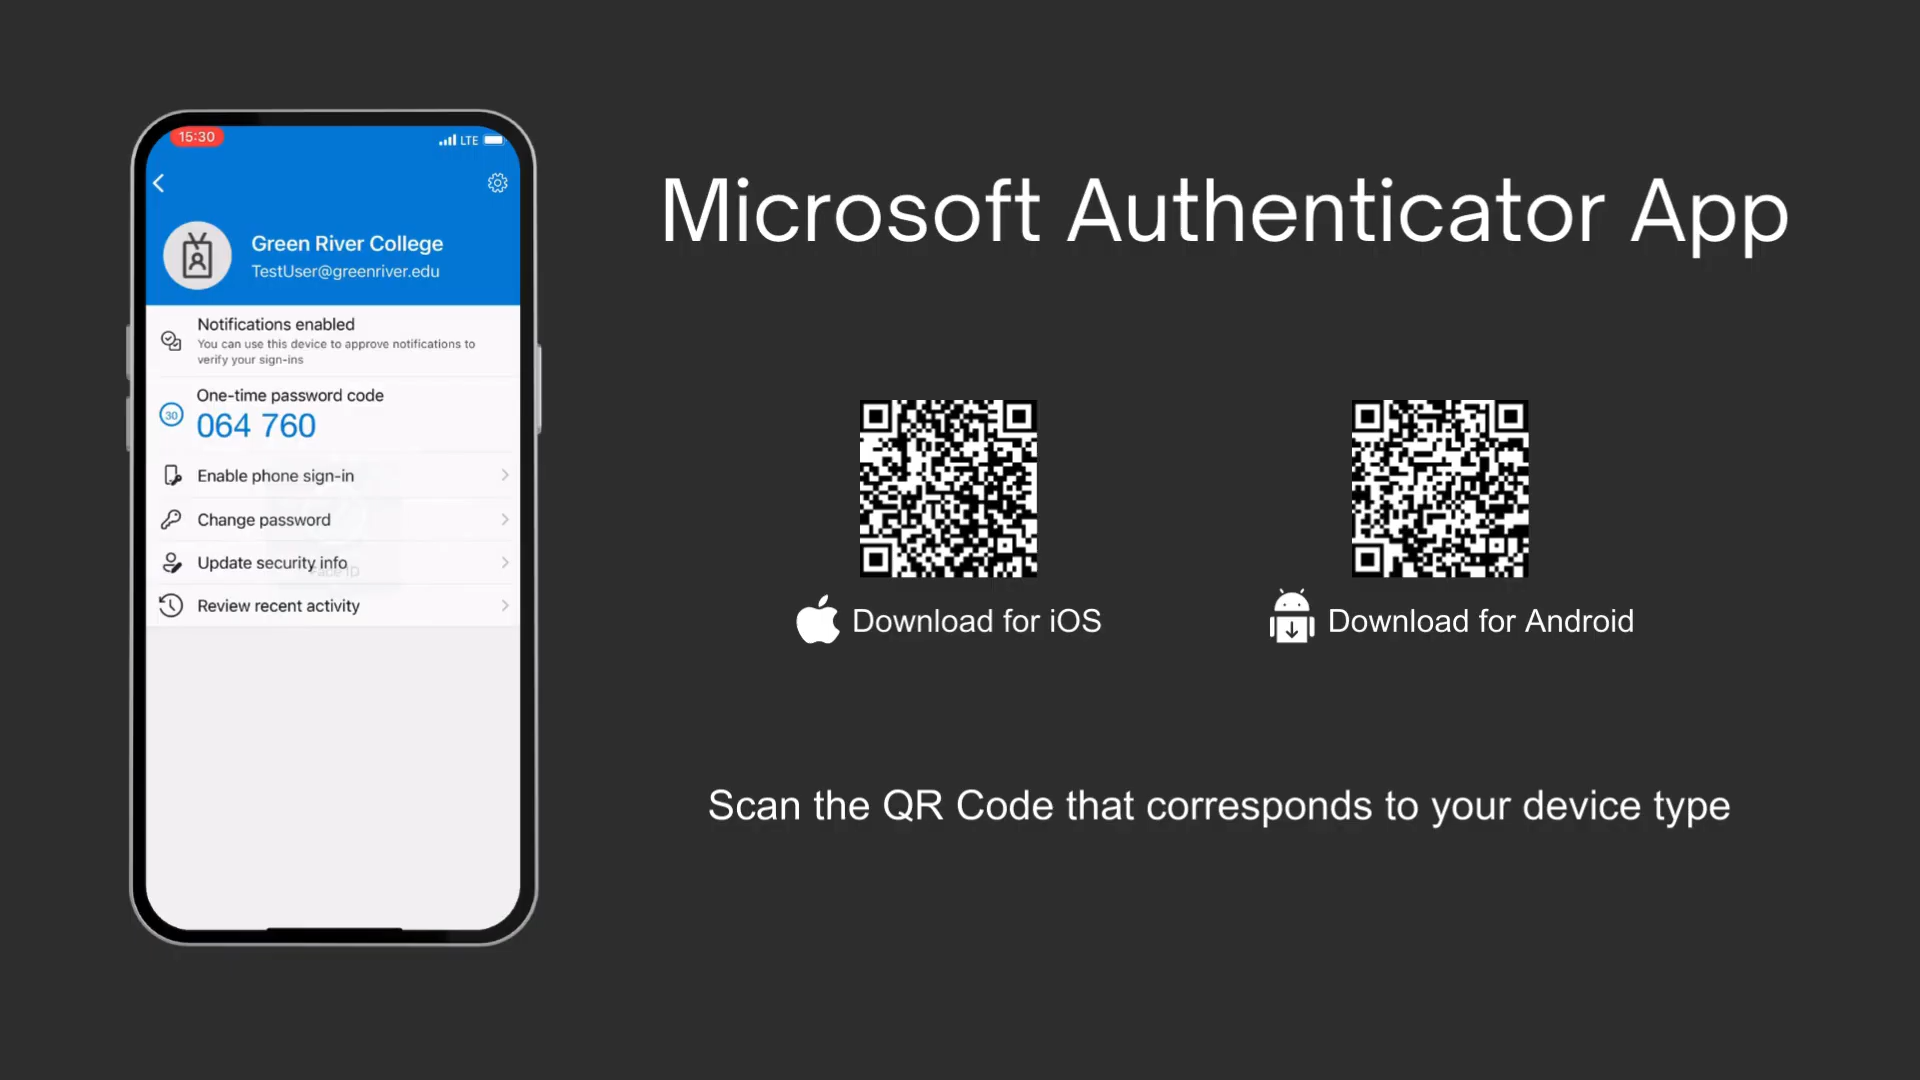 15:30
LTE
Green River College
TestUser@greenriver.edu
Notifications enabled
You can use this device to approve notifications to
verify your sign-ins
One-time password code
30
064 760
Enable phone sign-in
Change password
Update security info
Face ID
Review recent activity
Microsoft Authenticator App
Download for iOS
Download for Android
Scan the QR Code that corresponds to your device type